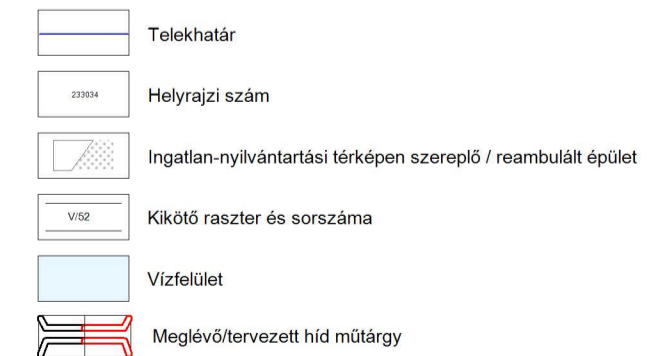 Telekhatár
233034 Helyrajzi szám
Ingatlan-nyilvántartási térképen szereplő / reambulált épület
V/52 Kikötő raszter és sorszáma
Vízfelület
Meglévő/tervezett híd műtárgy